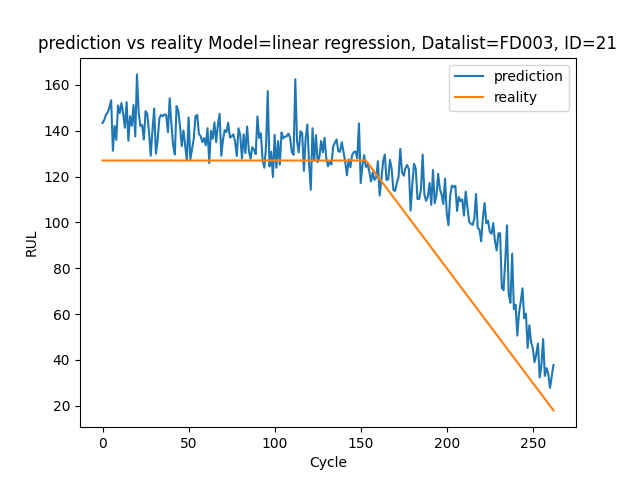 prediction vs reality Model=linear regression, Datalist=FD003, ID=21
prediction
reality
RUL
160
140
120
100
80
60
40
20
0
50
100
150
200
250
Cycle